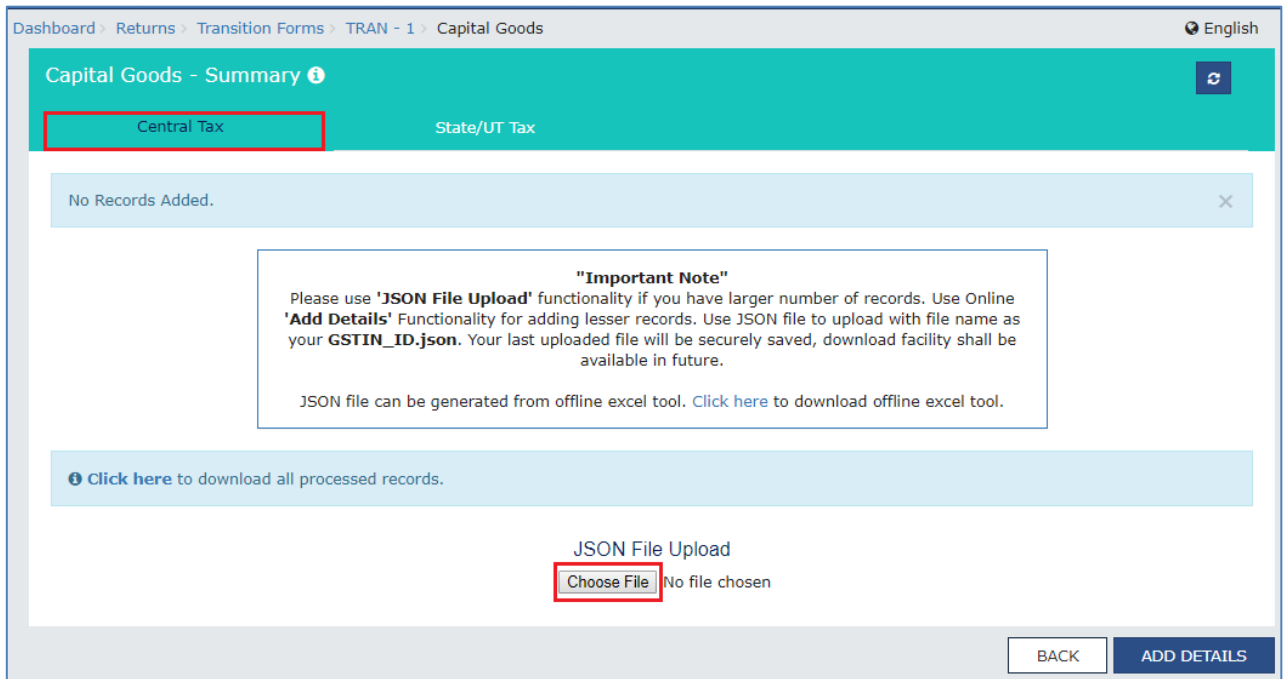 Dashboard > Returns > Transition Forms > TRAN - 1 > Capital Goods English
Capital Goods - Summary
Central Tax State/UT Tax
No Records Added.
"Important Note"
Please use 'JSON File Upload' functionality if you have larger number of records. Use Online
'Add Details' Functionality for adding lesser records. Use JSON file to upload with file name as
your GSTIN_ID.json. Your last uploaded file will be securely saved, download facility shall be
available in future.
JSON file can be generated from offline excel tool. Click here to download offline excel tool.
Click here to download all processed records.
JSON File Upload
Choose File No file chosen
BACK ADD DETAILS